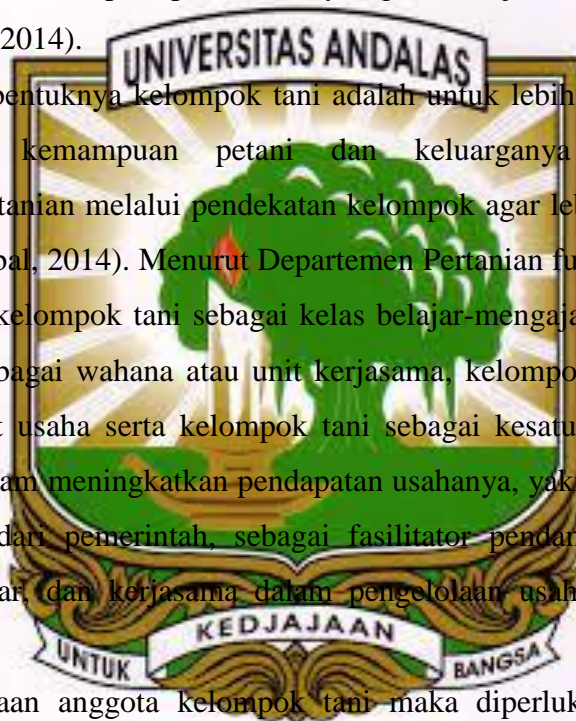 2014).
UNIVERSITAS ANDALAS
bentuknya kelompok tani adalah untuk lebih
kemampuan petani dan keluarganya
tanian melalui pendekatan kelompok agar leb
bal, 2014). Menurut Departemen Pertanian fu
kelompok tani sebagai kelas belajar-mengaja
bagai wahana atau unit kerjasama, kelompo
t usaha serta kelompok tani sebagai kesatu
am meningkatkan pendapatan usahanya, yak
dari pemerintah, sebagai fasilitator pendan
ar, dan kerjasama dalam pengelolaan usah
KEDJAJAAN
UNTUK BANGSA
aan anggota kelompok tani maka diperluk